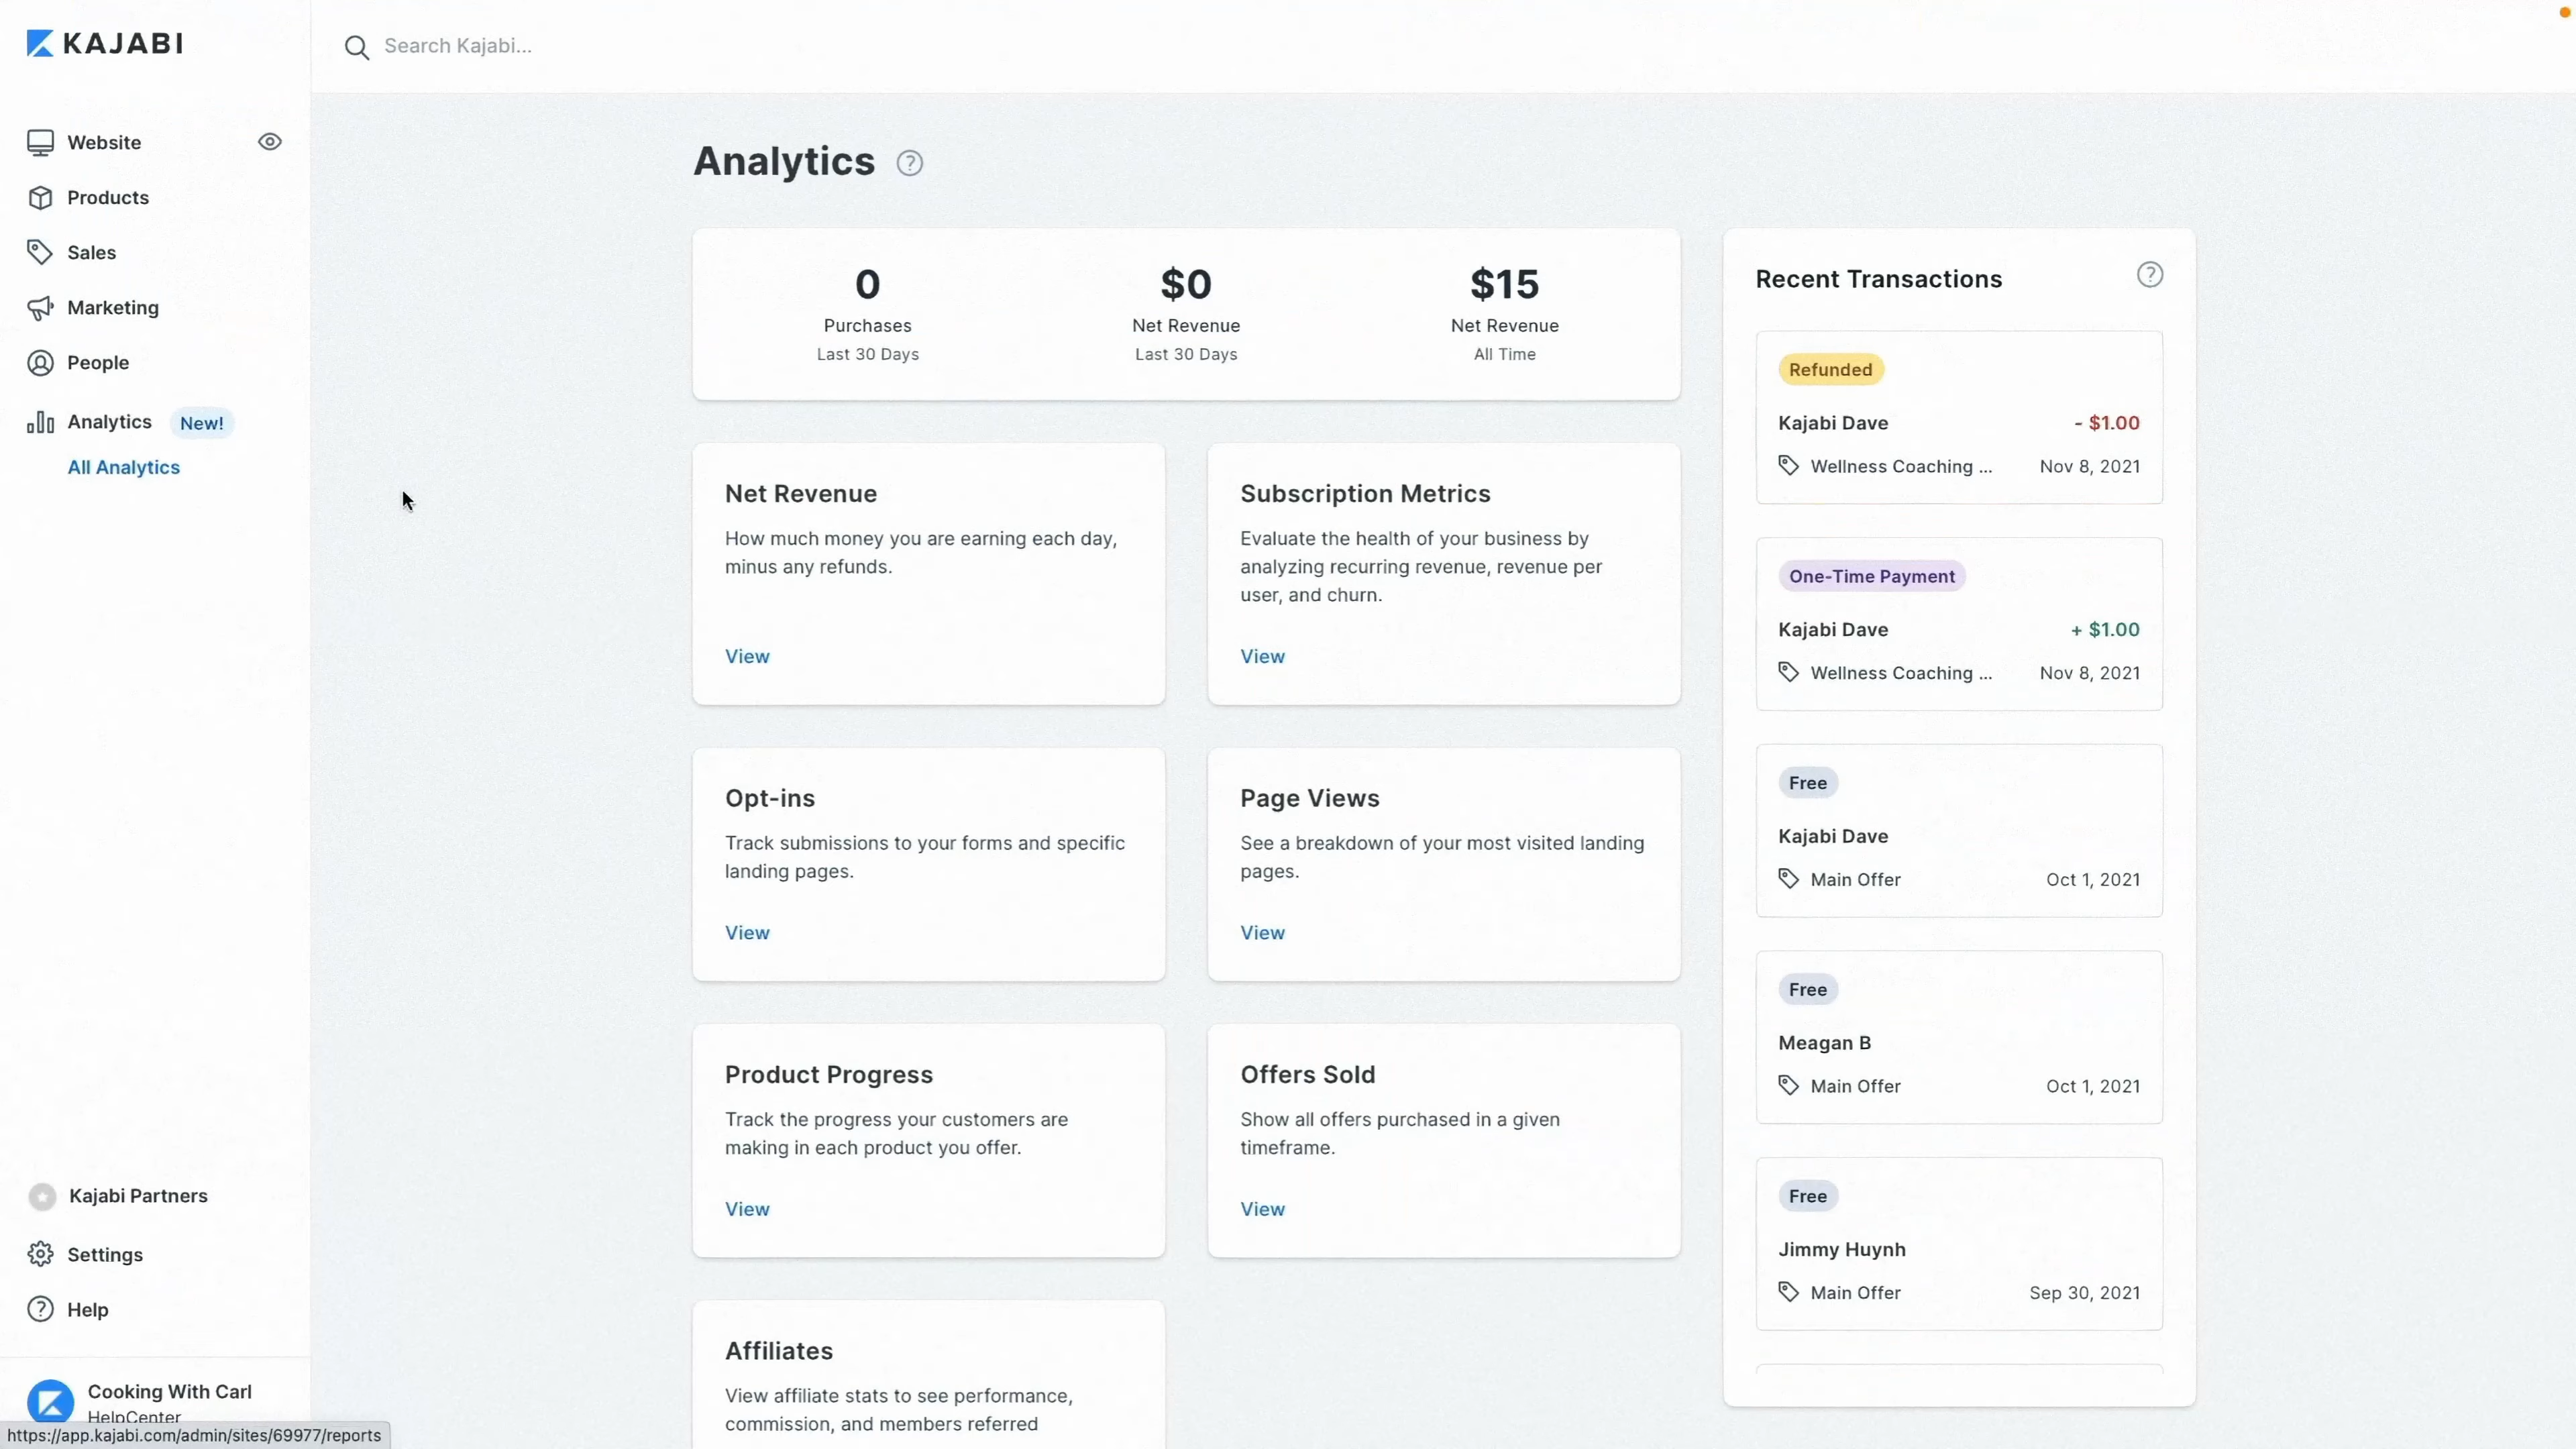 KAJABI
Search Kajabi...
Website
Products
Sales
Marketing
People
Analytics New!
All Analytics
Kajabi Partners
Settings
Help
Cooking With Carl
HelpCenter
https://app.kajabi.com/admin/sites/69977/reports
Analytics
0
Purchases
Last 30 Days
$0
Net Revenue
Last 30 Days
$15
Net Revenue
All Time
Net Revenue
How much money you are earning each day,
minus any refunds.
View
Subscription Metrics
Evaluate the health of your business by
analyzing recurring revenue, revenue per
user, and churn.
View
Opt-ins
Track submissions to your forms and specific
landing pages.
View
Page Views
See a breakdown of your most visited landing
pages.
View
Product Progress
Track the progress your customers are
making in each product you offer.
View
Offers Sold
Show all offers purchased in a given
timeframe.
View
Affiliates
View affiliate stats to see performance,
commission, and members referred
Recent Transactions
Refunded
Kajabi Dave - $1.00
Wellness Coaching ... Nov 8, 2021
One-Time Payment
Kajabi Dave + $1.00
Wellness Coaching ... Nov 8, 2021
Free
Kajabi Dave
Main Offer Oct 1, 2021
Free
Meagan B
Main Offer Oct 1, 2021
Free
Jimmy Huynh
Main Offer Sep 30, 2021